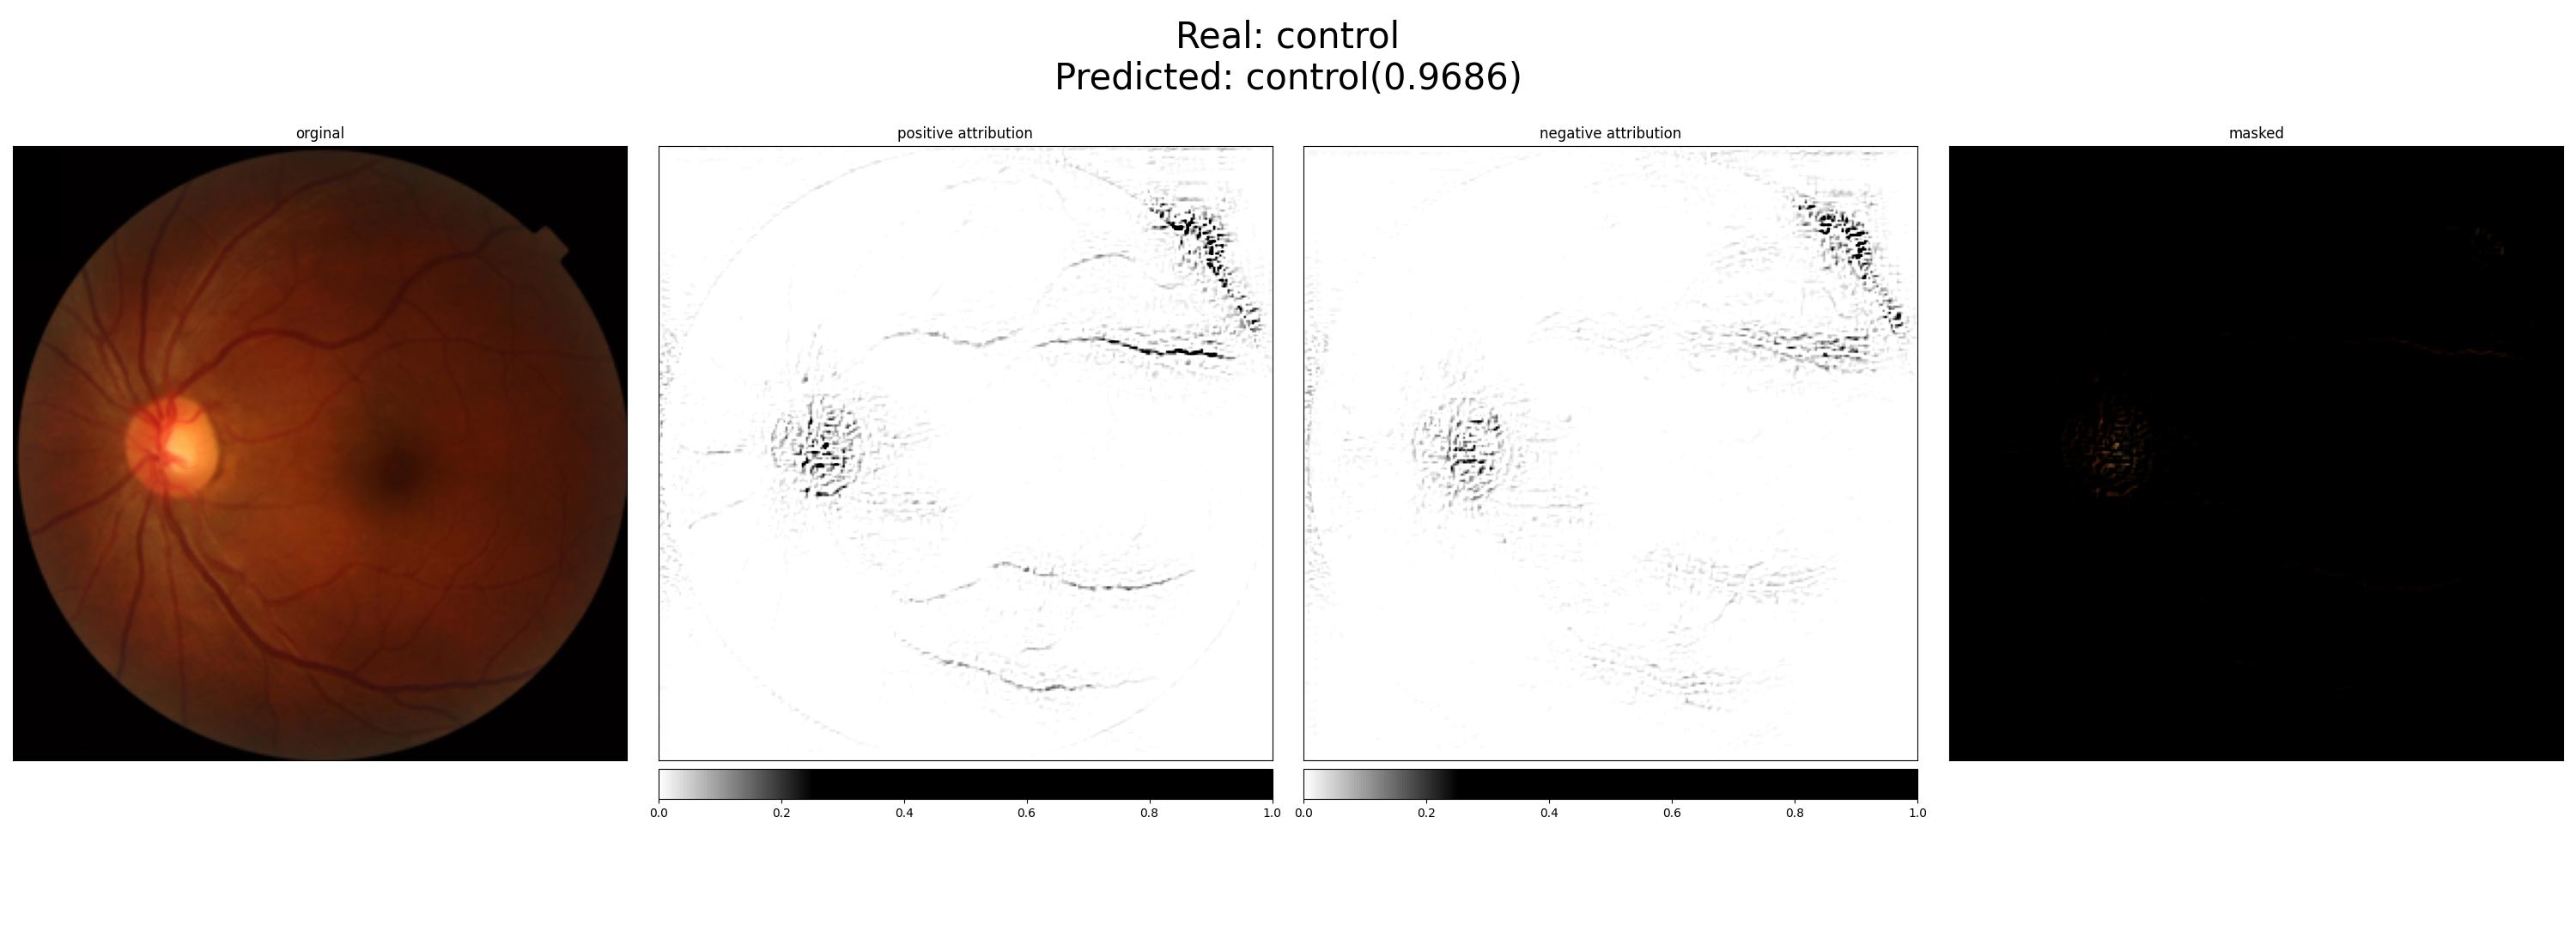 Real: control
Predicted: control(0.9686)
orginal
positive attribution
negative attribution
masked
0.0 0.2 0.4 0.6 0.8 1.0
0.0 0.2 0.4 0.6 0.8 1.0